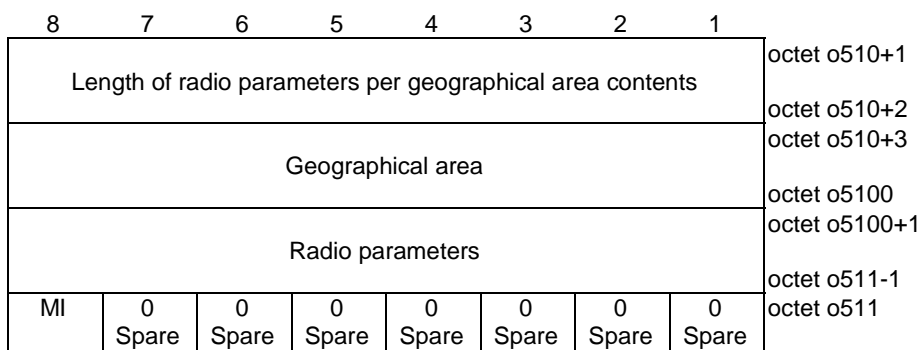 8 7 6 5 4 3 2 1
Length of radio parameters per geographical area contents
octet o510+1
octet o510+2
Geographical area
octet o510+3
octet o5100
Radio parameters
octet o5100+1
octet o511-1
MI 0 0 0 0 0 0 0 octet o511
Spare Spare Spare Spare Spare Spare Spare